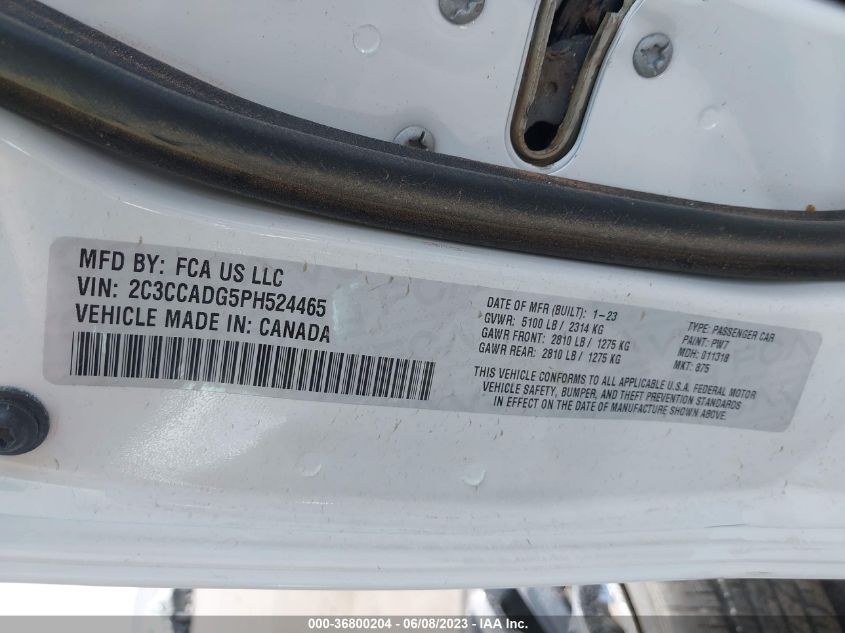 MFD BY: FCA US LLC
VIN: 2C3CCADG5PH524465
VEHICLE MADE IN: CANADA
DATE OF MFR (BUILT): 1-23
GVWR: 5100 LB / 2314 KG
GAWR FRONT: 2810 LB / 1275 KG
GAWR REAR: 2810 LB / 1275 KG
TYPE: PASSENGER CAR
PAINT: PW7
MDH: 011318
MKT: 875
THIS VEHICLE CONFORMS TO ALL APPLICABLE U.S.A. FEDERAL MOTOR
VEHICLE SAFETY, BUMPER, AND THEFT PREVENTION STANDARDS
IN EFFECT ON THE DATE OF MANUFACTURE SHOWN ABOVE.
000-36800204 - 06/08/2023 - IAA Inc.